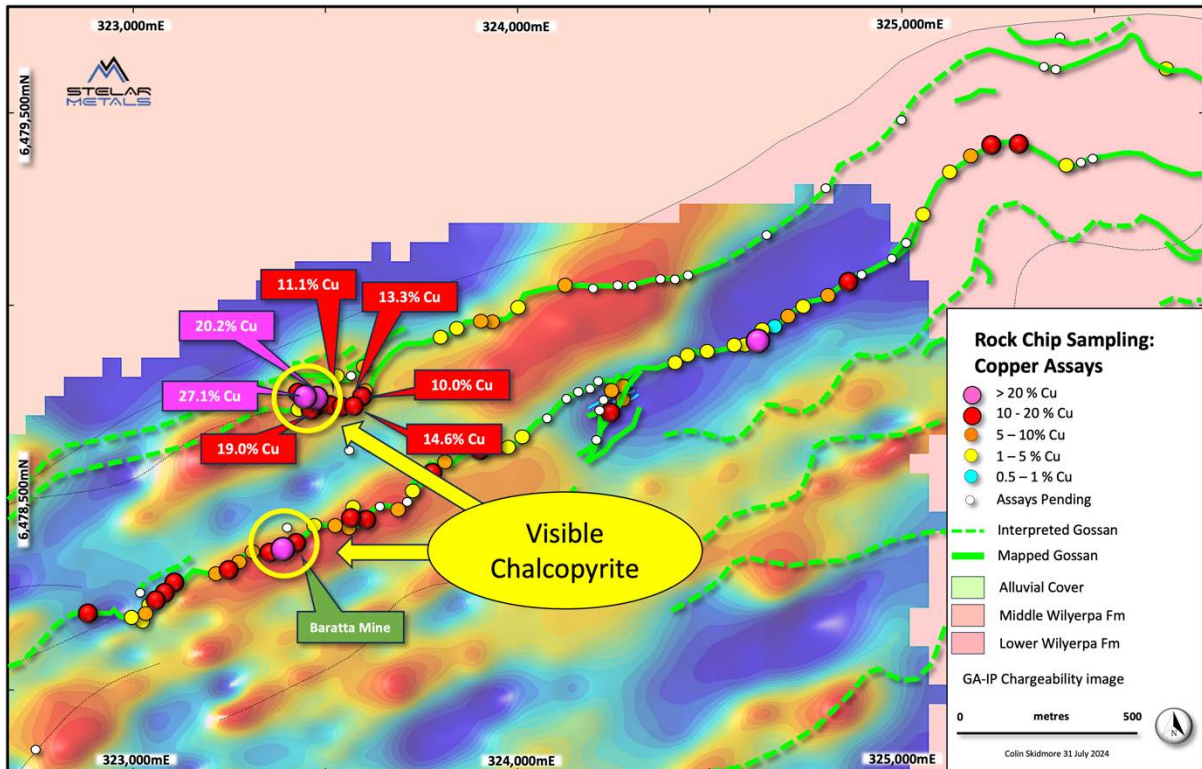 323,000mE
324,000mE
325,000mE
STELAR
METALS
6,479,500mN
11.1% Cu
13.3% Cu
20.2% Cu
10.0% Cu
27.1% Cu
19.0% Cu
14.6% Cu
6,478,500mN
Visible
Chalcopyrite
Baratta Mine
Rock Chip Sampling:
Copper Assays
> 20 % Cu
10 - 20 % Cu
5 – 10% Cu
1 – 5 % Cu
0.5 – 1 % Cu
Assays Pending
Interpreted Gossan
Mapped Gossan
Alluvial Cover
Middle Wilyerpa Fm
Lower Wilyerpa Fm
GA-IP Chargeability image
0 metres 500
N
Colin Skidmore 31 July 2024
323,000mE
324,000mE
325,000mE